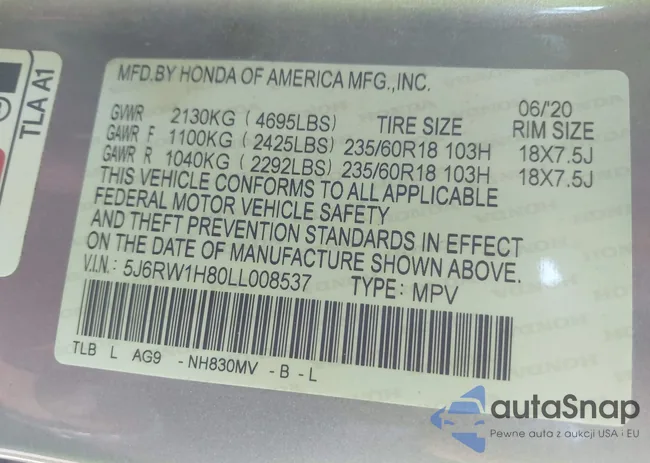 TLA A1
MFD.BY HONDA OF AMERICA MFG.,INC.
06/'20
GVWR 2130KG ( 4695LBS) TIRE SIZE RIM SIZE
GAWR F 1100KG ( 2425LBS) 235/60R18 103H 18X7.5J
GAWR R 1040KG ( 2292LBS) 235/60R18 103H 18X7.5J
THIS VEHICLE CONFORMS TO ALL APPLICABLE
FEDERAL MOTOR VEHICLE SAFETY
AND THEFT PREVENTION STANDARDS IN EFFECT
ON THE DATE OF MANUFACTURE SHOWN ABOVE.
V.I.N.: 5J6RW1H80LL008537 TYPE: MPV
TLB L AG9 -NH830MV -B-L
autaSnap
Pewne auta z aukcji USA i EU